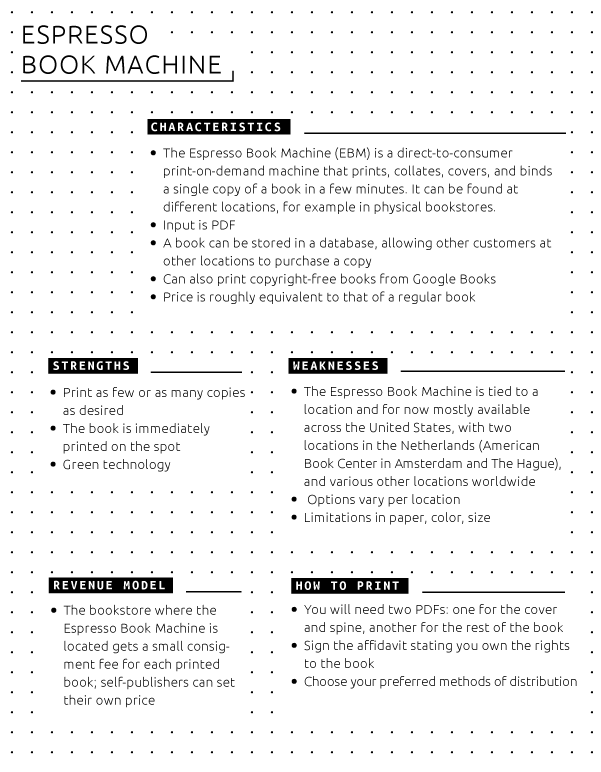 ESPRESSO
BOOK MACHINE
CHARACTERISTICS
• The Espresso Book Machine (EBM) is a direct-to-consumer
print-on-demand machine that prints, collates, covers, and binds
a single copy of a book in a few minutes. It can be found at
different locations, for example in physical bookstores.
• Input is PDF
• A book can be stored in a database, allowing other customers at
other locations to purchase a copy
• Can also print copyright-free books from Google Books
• Price is roughly equivalent to that of a regular book
STRENGTHS
• Print as few or as many copies
as desired
• The book is immediately
printed on the spot
• Green technology
WEAKNESSES
• The Espresso Book Machine is tied to a
location and for now mostly available
across the United States, with two
locations in the Netherlands (American
Book Center in Amsterdam and The Hague),
and various other locations worldwide
• Options vary per location
• Limitations in paper, color, size
REVENUE MODEL
• The bookstore where the
Espresso Book Machine is
located gets a small consig-
ment fee for each printed
book; self-publishers can set
their own price
HOW TO PRINT
• You will need two PDFs: one for the cover
and spine, another for the rest of the book
• Sign the affidavit stating you own the rights
to the book
• Choose your preferred methods of distribution